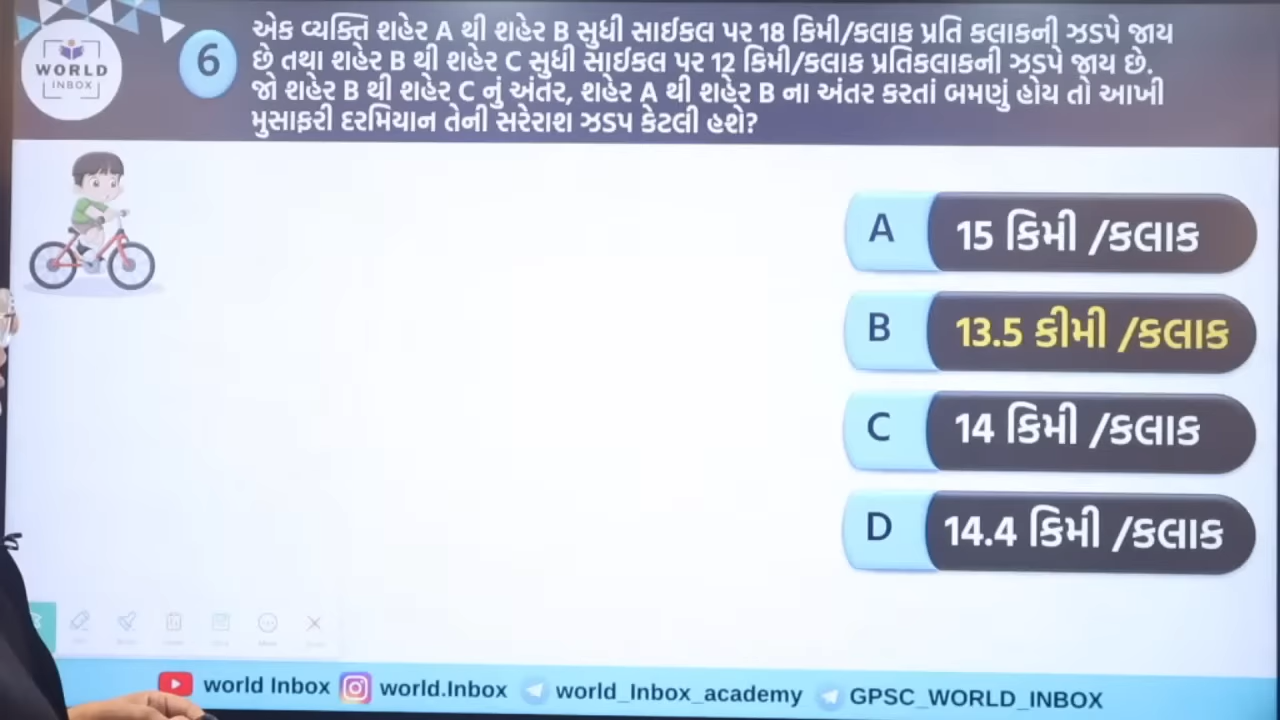 WORLD
INBOX
6
એક વ્યક્તિ શહેર A થી શહેર B સુધી સાઈકલ પર 18 કિમી/કલાક પ્રતિ કલાકની ઝડપે જાય
છે તથા શહેર B થી શહેર C સુધી સાઈકલ પર 12 કિમી/કલાક પ્રતિકલાકની ઝડપે જાય છે.
જો શહેર B થી શહેર C નું અંતર, શહેર A થી શહેર B ના અંતર કરતાં બમણું હોય તો આખી
મુસાફરી દરમિયાન તેની સરેરાશ ઝડપ કેટલી હશે?
A 15 કિમી /કલાક
B 13.5 કીમી /કલાક
C 14 કિમી /કલાક
D 14.4 કિમી /કલાક
world Inbox world.Inbox world_Inbox_academy GPSC_WORLD_INBOX